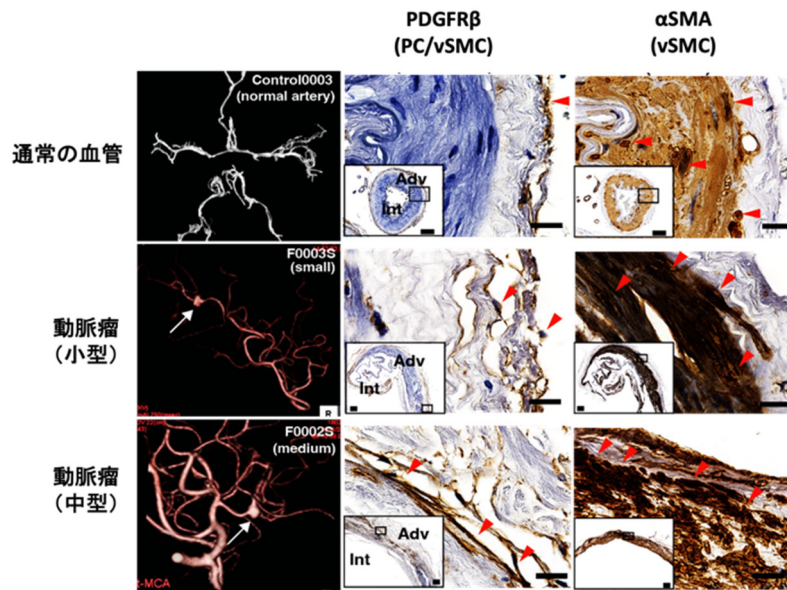 PDGFRβ
(PC/vSMC)
αSMA
(vSMC)
通常の血管
Control0003
(normal artery)
Adv
Int
動脈瘤
（小型）
F0003S
(small)
R
Adv
Int
動脈瘤
（中型）
F0002S
(medium)
t-MCA
Adv
Int